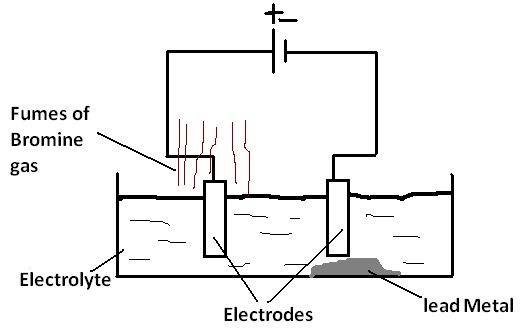 + -
Fumes of
Bromine
gas
Electrolyte
Electrodes
lead Metal